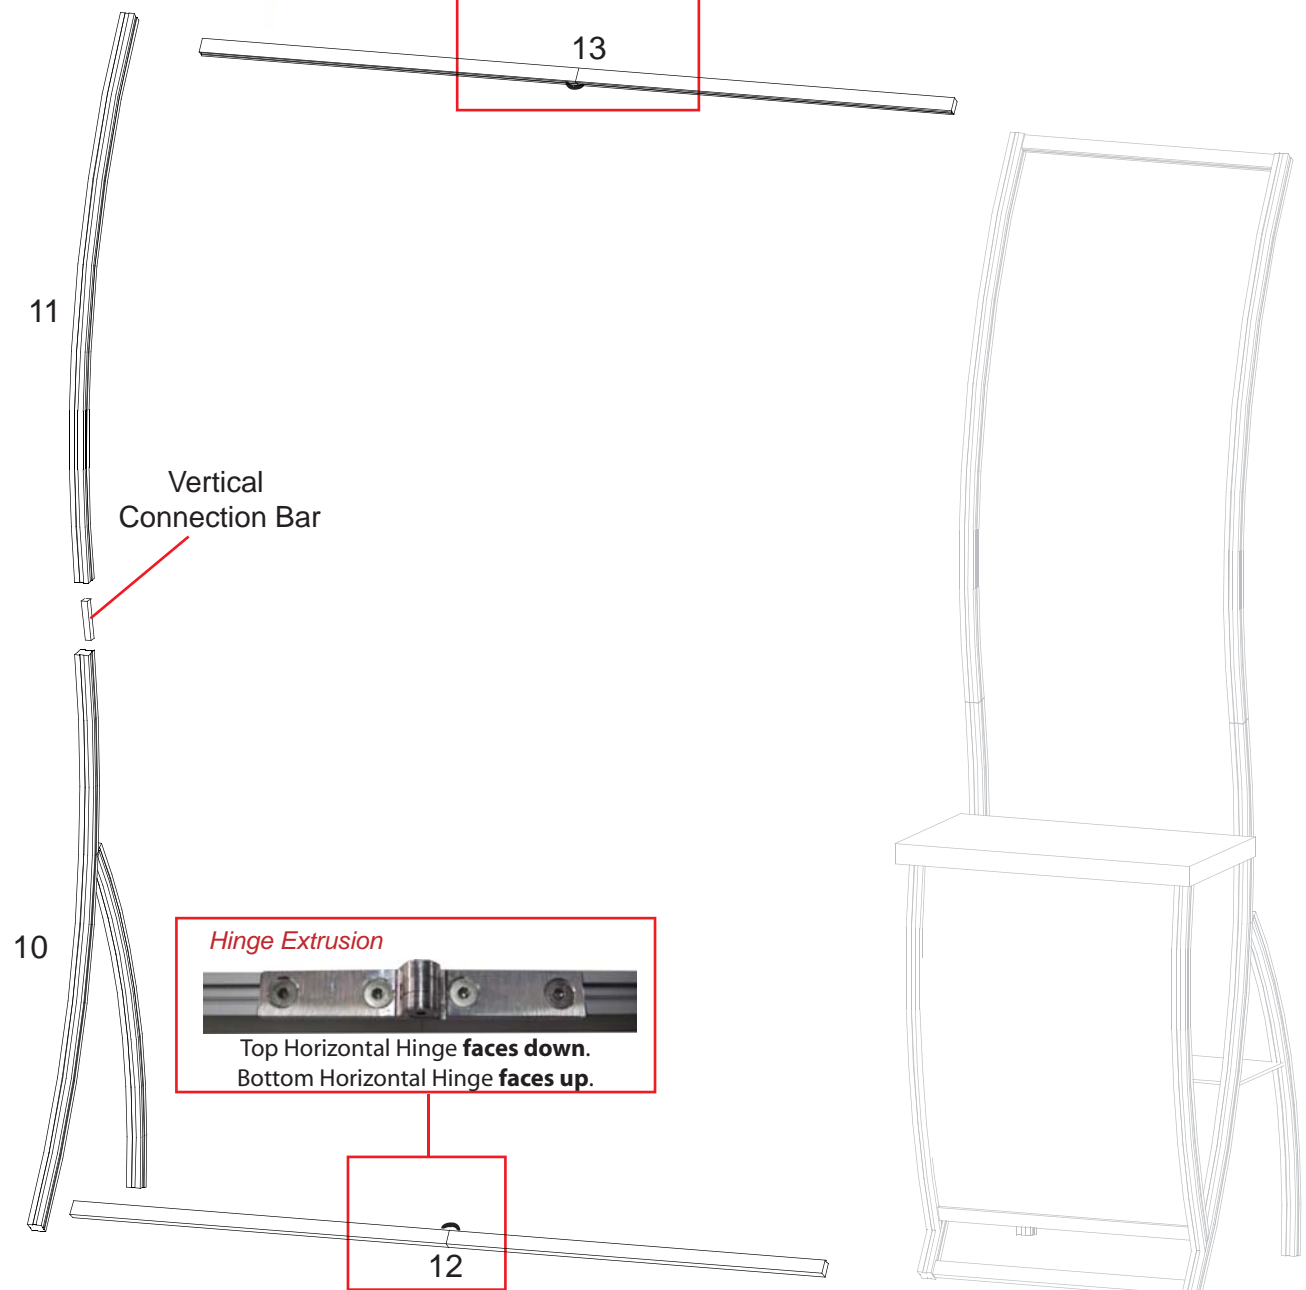 13
11
Vertical
Connection Bar
10
Hinge Extrusion
Top Horizontal Hinge faces down.
Bottom Horizontal Hinge faces up.
12